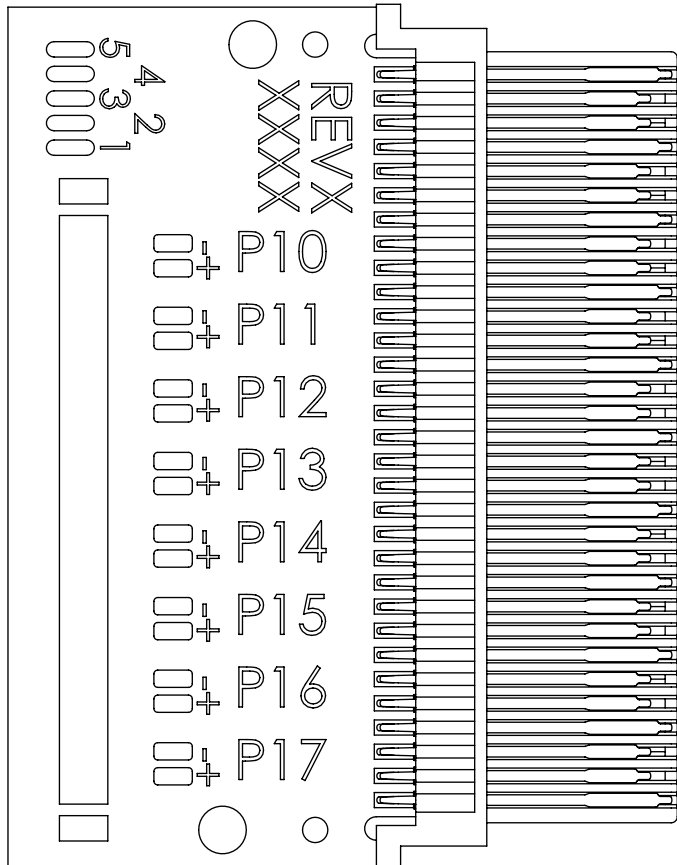 5
4
3
2
1
REVX
XXXX
P10
- +
P11
- +
P12
- +
P13
- +
P14
- +
P15
- +
P16
- +
P17
- +